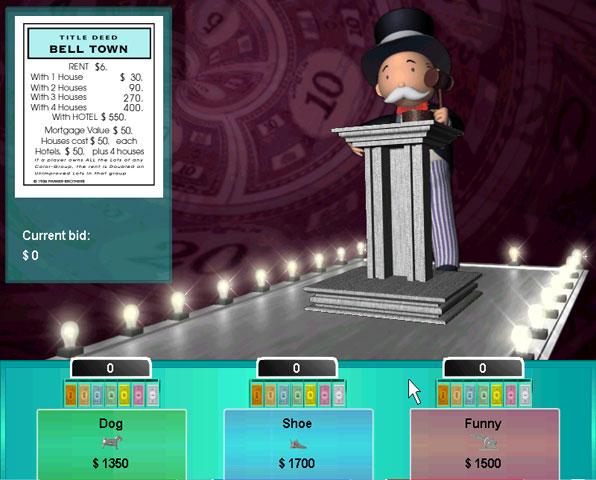 TITLE DEED
BELL TOWN
RENT $6.
With 1 House $ 30.
With 2 Houses 90.
With 3 Houses 270.
With 4 Houses 400.
With HOTEL $ 550.
Mortgage Value $ 50.
Houses cost $ 50. each
Hotels, $ 50. plus 4 houses
If a player owns ALL the Lots of any
Color-Group, the rent is Doubled on
Unimproved Lots in that group
Current bid:
$ 0
10
20
0 0 0
Dog Shoe Funny
$ 1350 $ 1700 $ 1500